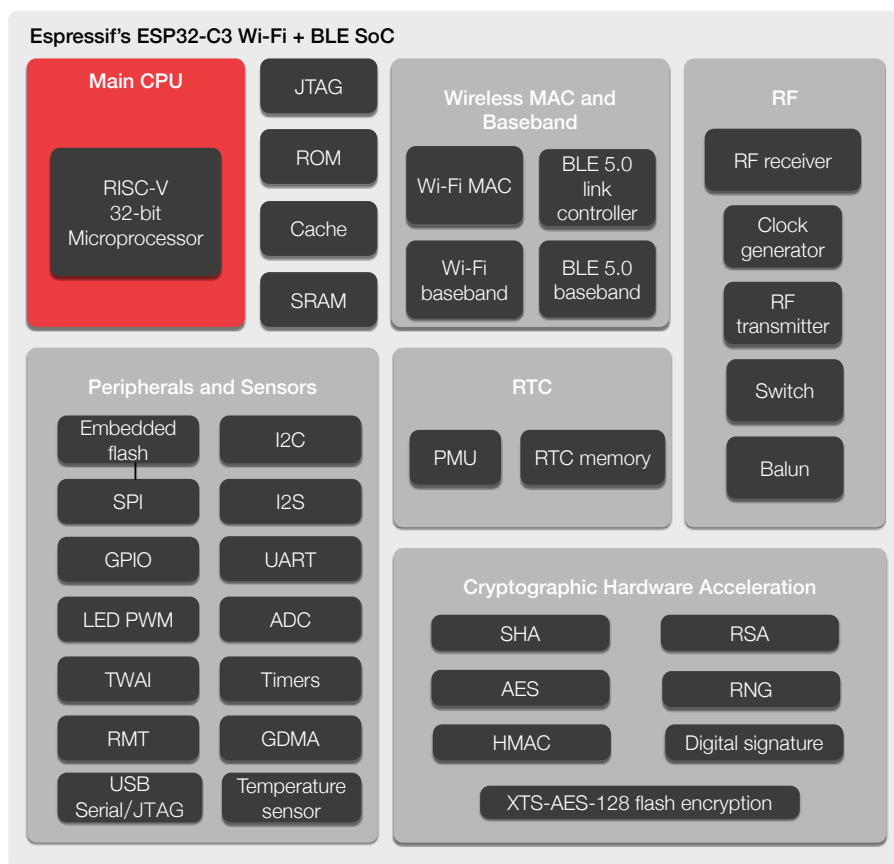 Espressif's ESP32-C3 Wi-Fi + BLE SoC
Main CPU
RISC-V
32-bit
Microprocessor
JTAG
ROM
Cache
SRAM
Wireless MAC and
Baseband
Wi-Fi MAC
BLE 5.0
link
controller
Wi-Fi
baseband
BLE 5.0
baseband
RF
RF receiver
Clock
generator
RF
transmitter
Switch
Balun
Peripherals and Sensors
Embedded
flash
I2C
SPI
I2S
GPIO
UART
LED PWM
ADC
TWAI
Timers
RMT
GDMA
USB
Serial/JTAG
Temperature
sensor
RTC
PMU
RTC memory
Cryptographic Hardware Acceleration
SHA
RSA
AES
RNG
HMAC
Digital signature
XTS-AES-128 flash encryption